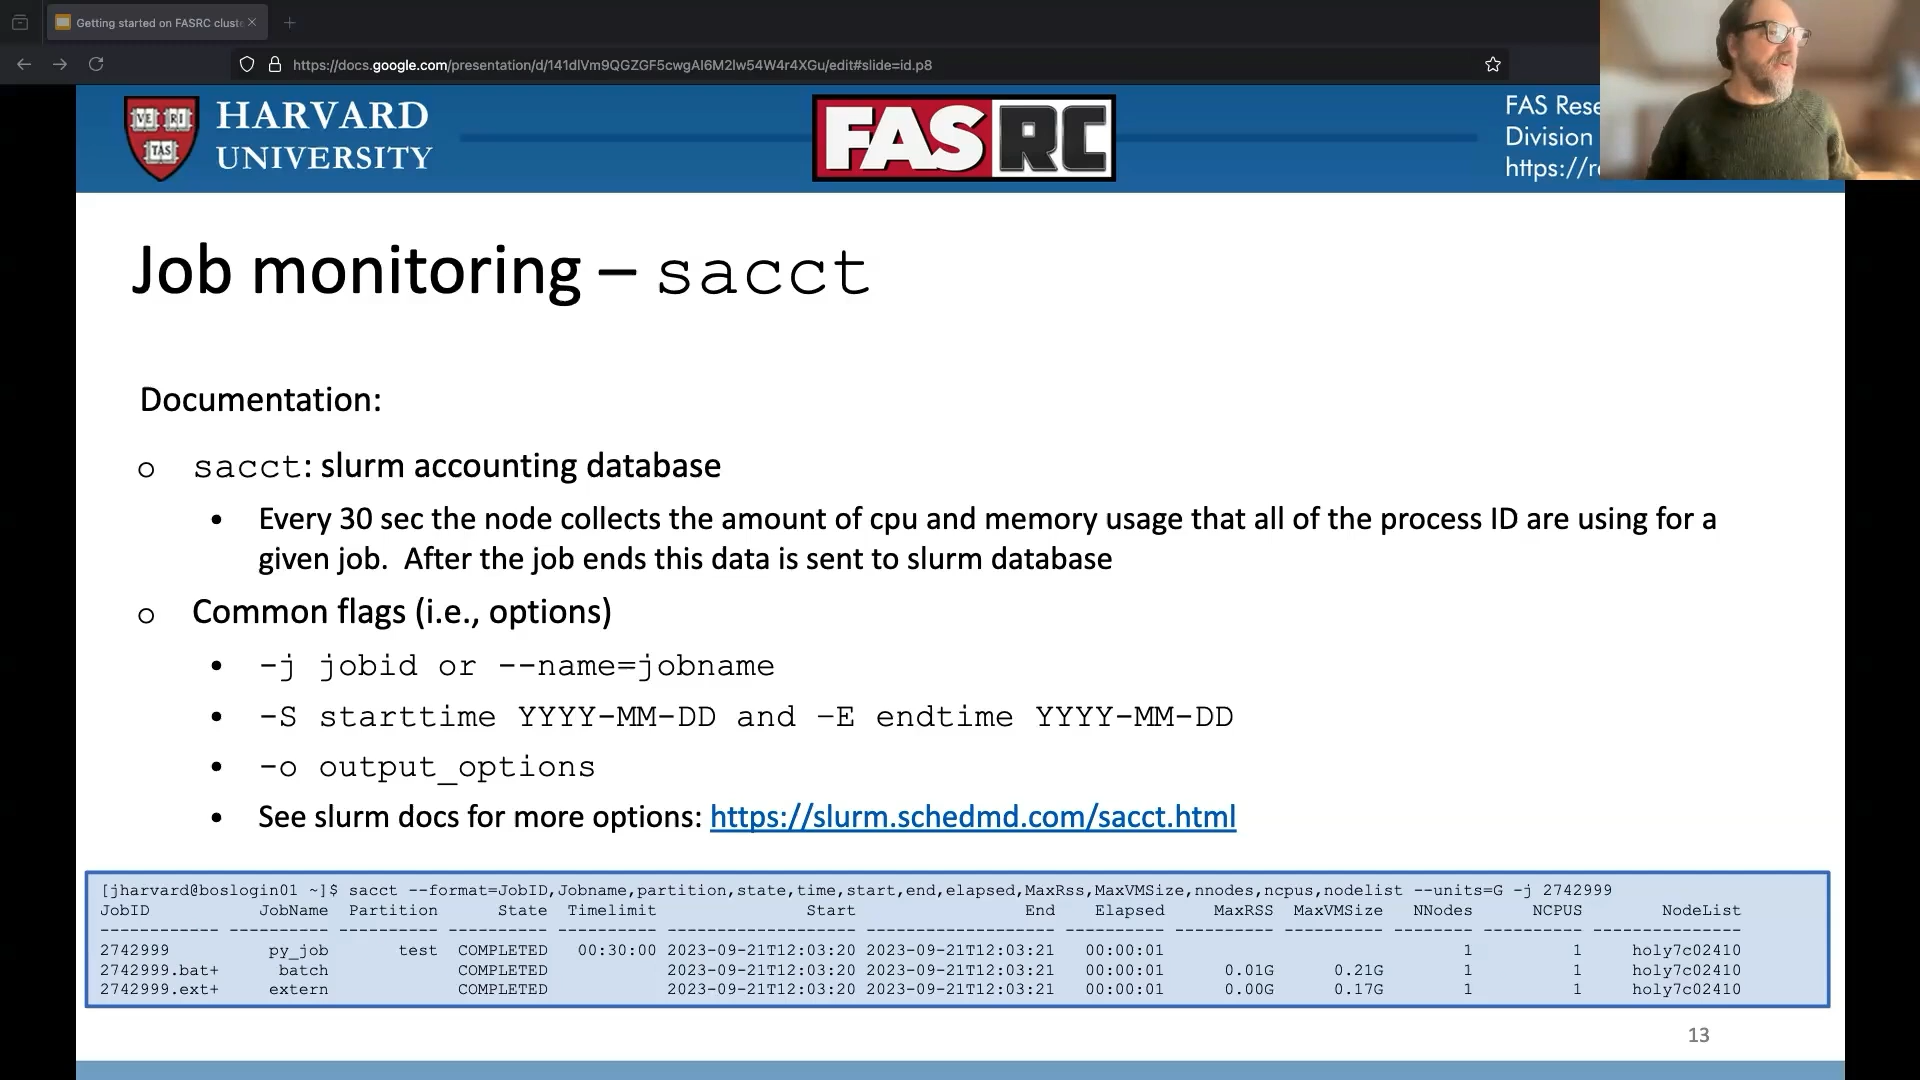 Getting started on FASRC clust
https://docs.google.com/presentation/d/141dlVm9QGZGF5cwgAI6M2lw54W4r4XGu/edit#slide=id.p8
VE RI TAS
HARVARD
UNIVERSITY
FASRC
FAS Rese
Division
https://r
Job monitoring – sacct
Documentation:
o sacct: slurm accounting database
• Every 30 sec the node collects the amount of cpu and memory usage that all of the process ID are using for a
given job.  After the job ends this data is sent to slurm database
o Common flags (i.e., options)
• -j jobid or --name=jobname
• -S starttime YYYY-MM-DD and –E endtime YYYY-MM-DD
• -o output_options
• See slurm docs for more options: https://slurm.schedmd.com/sacct.html
[jharvard@boslogin01 ~]$ sacct --format=JobID,Jobname,partition,state,time,start,end,elapsed,MaxRss,MaxVMSize,nnodes,ncpus,nodelist --units=G -j 2742999
JobID JobName Partition State Timelimit Start End Elapsed MaxRSS MaxVMSize NNodes NCPUS NodeList
------------ ---------- ---------- ---------- ---------- ------------------- ------------------- ---------- ---------- ---------- -------- ---------- ---------------
2742999 py_job test COMPLETED 00:30:00 2023-09-21T12:03:20 2023-09-21T12:03:21 00:00:01 1 1 holy7c02410
2742999.bat+ batch COMPLETED 2023-09-21T12:03:20 2023-09-21T12:03:21 00:00:01 0.01G 0.21G 1 1 holy7c02410
2742999.ext+ extern COMPLETED 2023-09-21T12:03:20 2023-09-21T12:03:21 00:00:01 0.00G 0.17G 1 1 holy7c02410
13